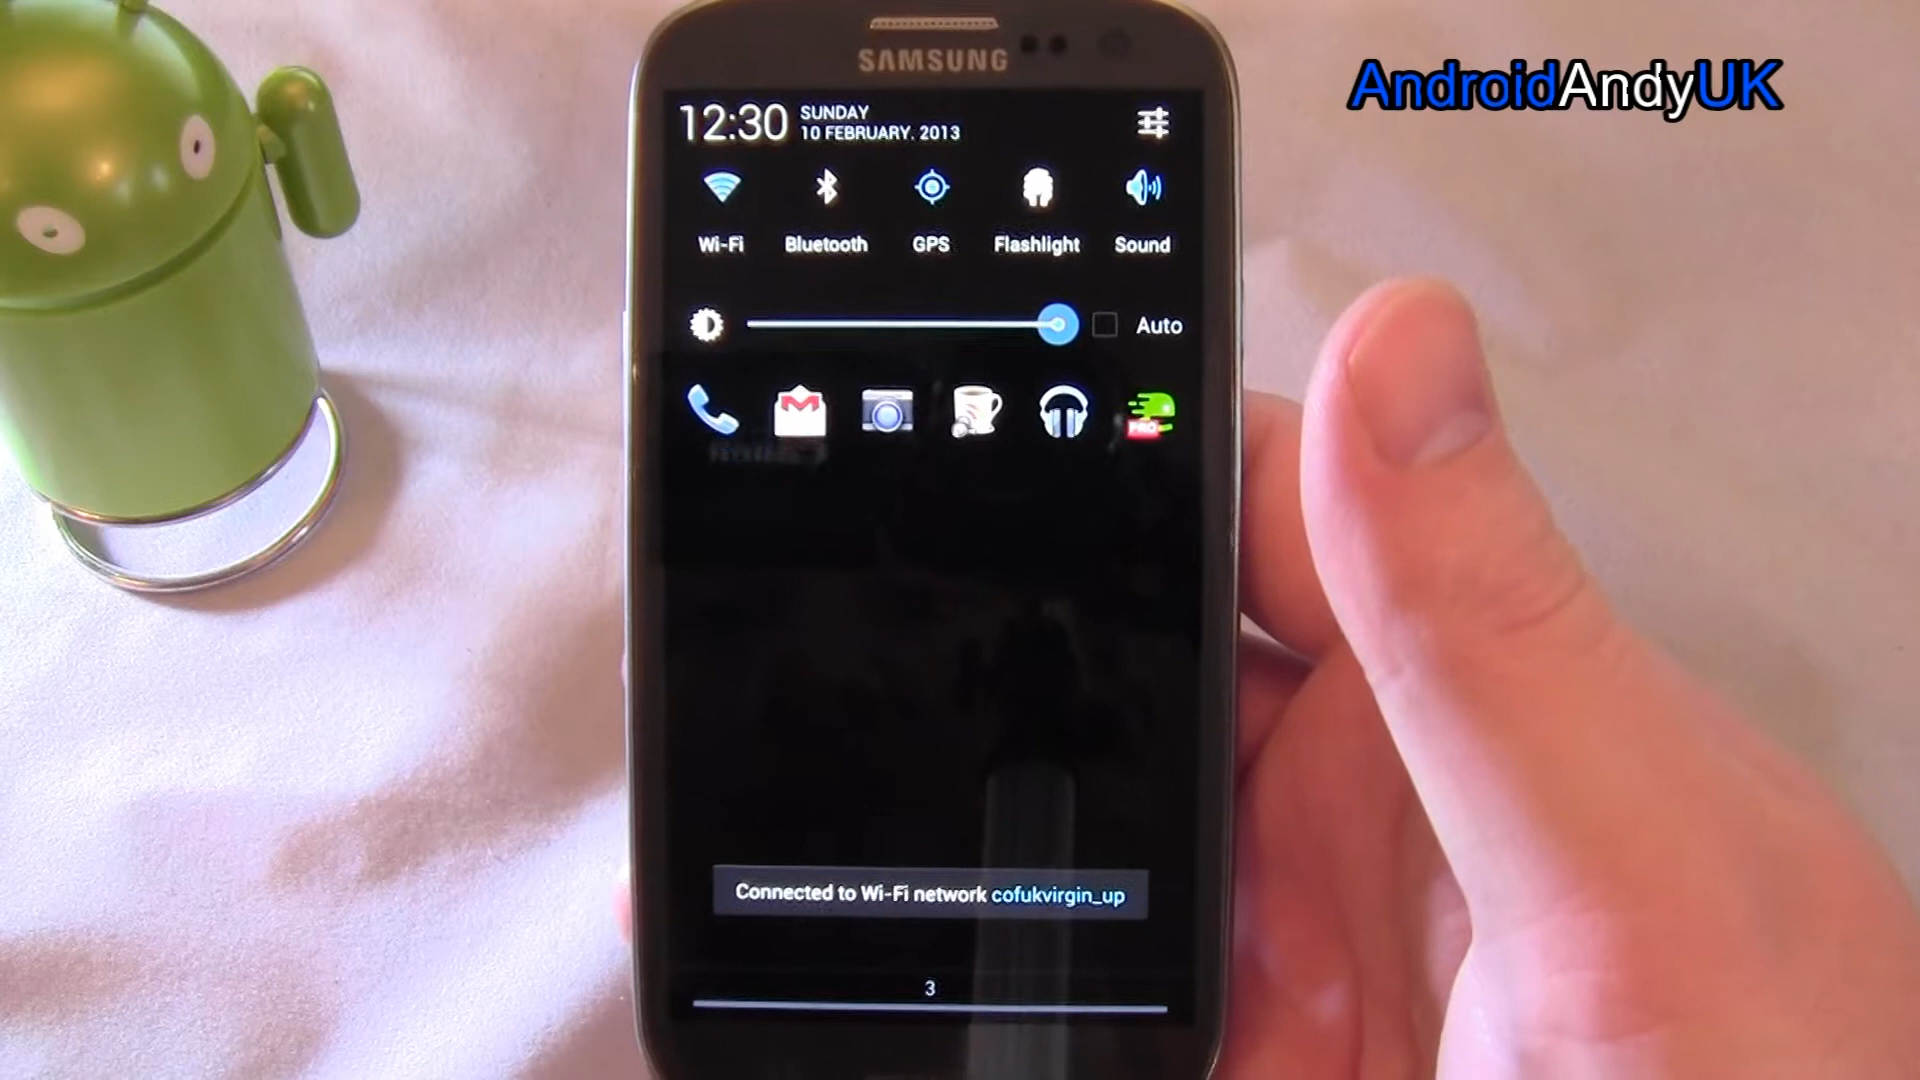 SAMSUNG
AndroidAndyUK
12:30
SUNDAY
10 FEBRUARY. 2013
Wi-Fi
Bluetooth
GPS
Flashlight
Sound
Auto
PRO
Connected to Wi-Fi network cofukvirgin_up
3